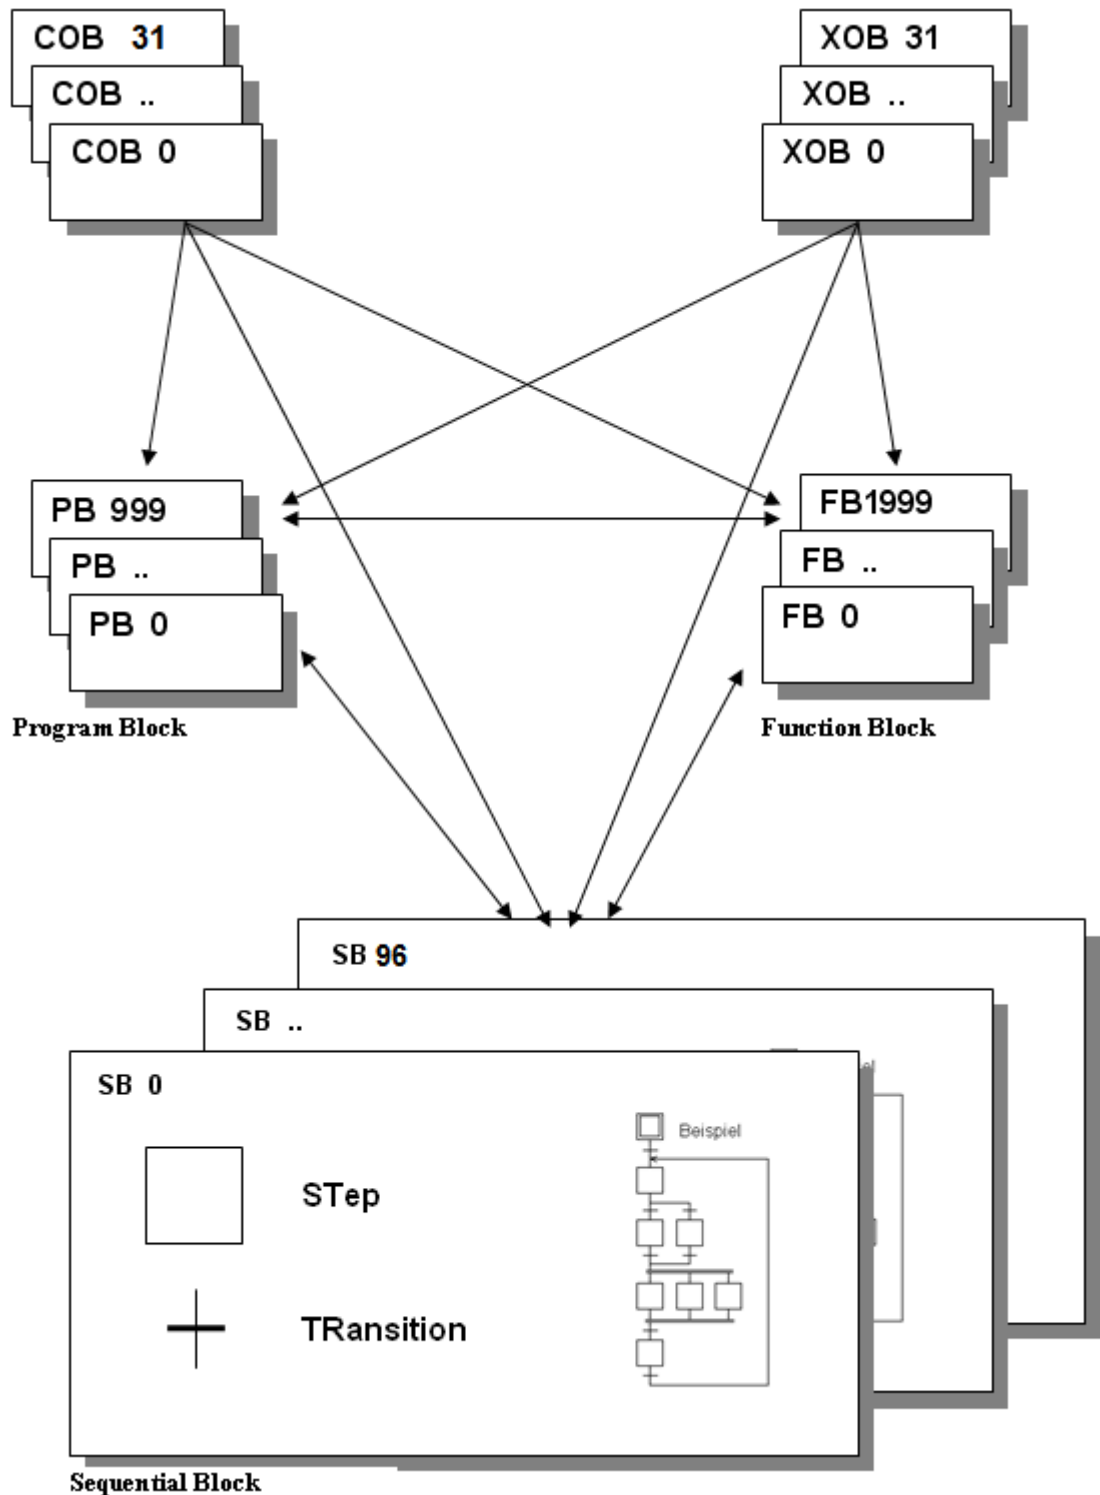 COB 31
XOB 31
COB ..
XOB ..
COB 0
XOB 0
PB 999
FB1999
PB ..
FB ..
PB 0
FB 0
Program Block
Function Block
SB 96
SB ..
el
SB 0
Beispiel
STep
TRansition
Sequential Block